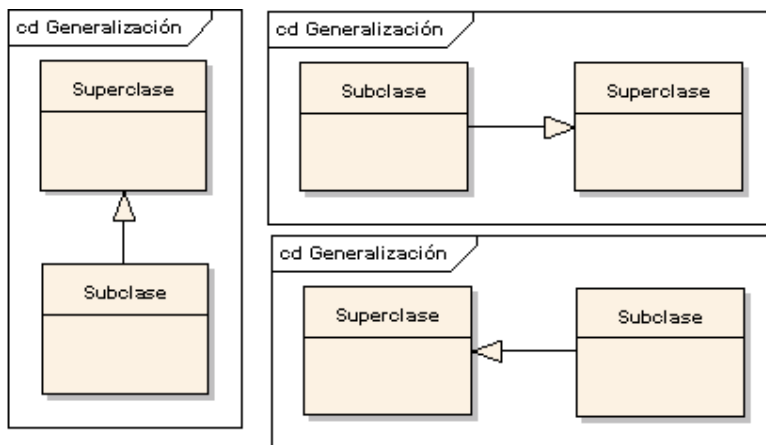 cd Generalización
Superclase
Subclase
cd Generalización
Subclase
Superclase
cd Generalización
Superclase
Subclase